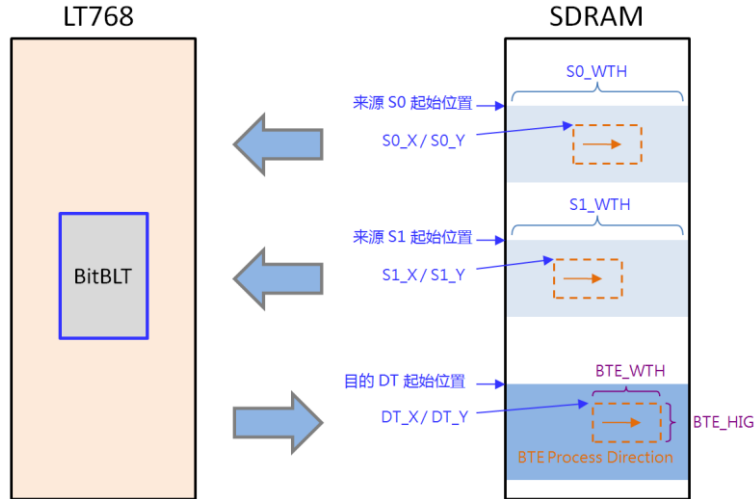 LT768
SDRAM
S0_WTH
来源 S0 起始位置
S0_X / S0_Y
S1_WTH
来源 S1 起始位置
S1_X / S1_Y
BitBLT
BTE_WTH
目的 DT 起始位置
DT_X / DT_Y
BTE_HIG
BTE Process Direction